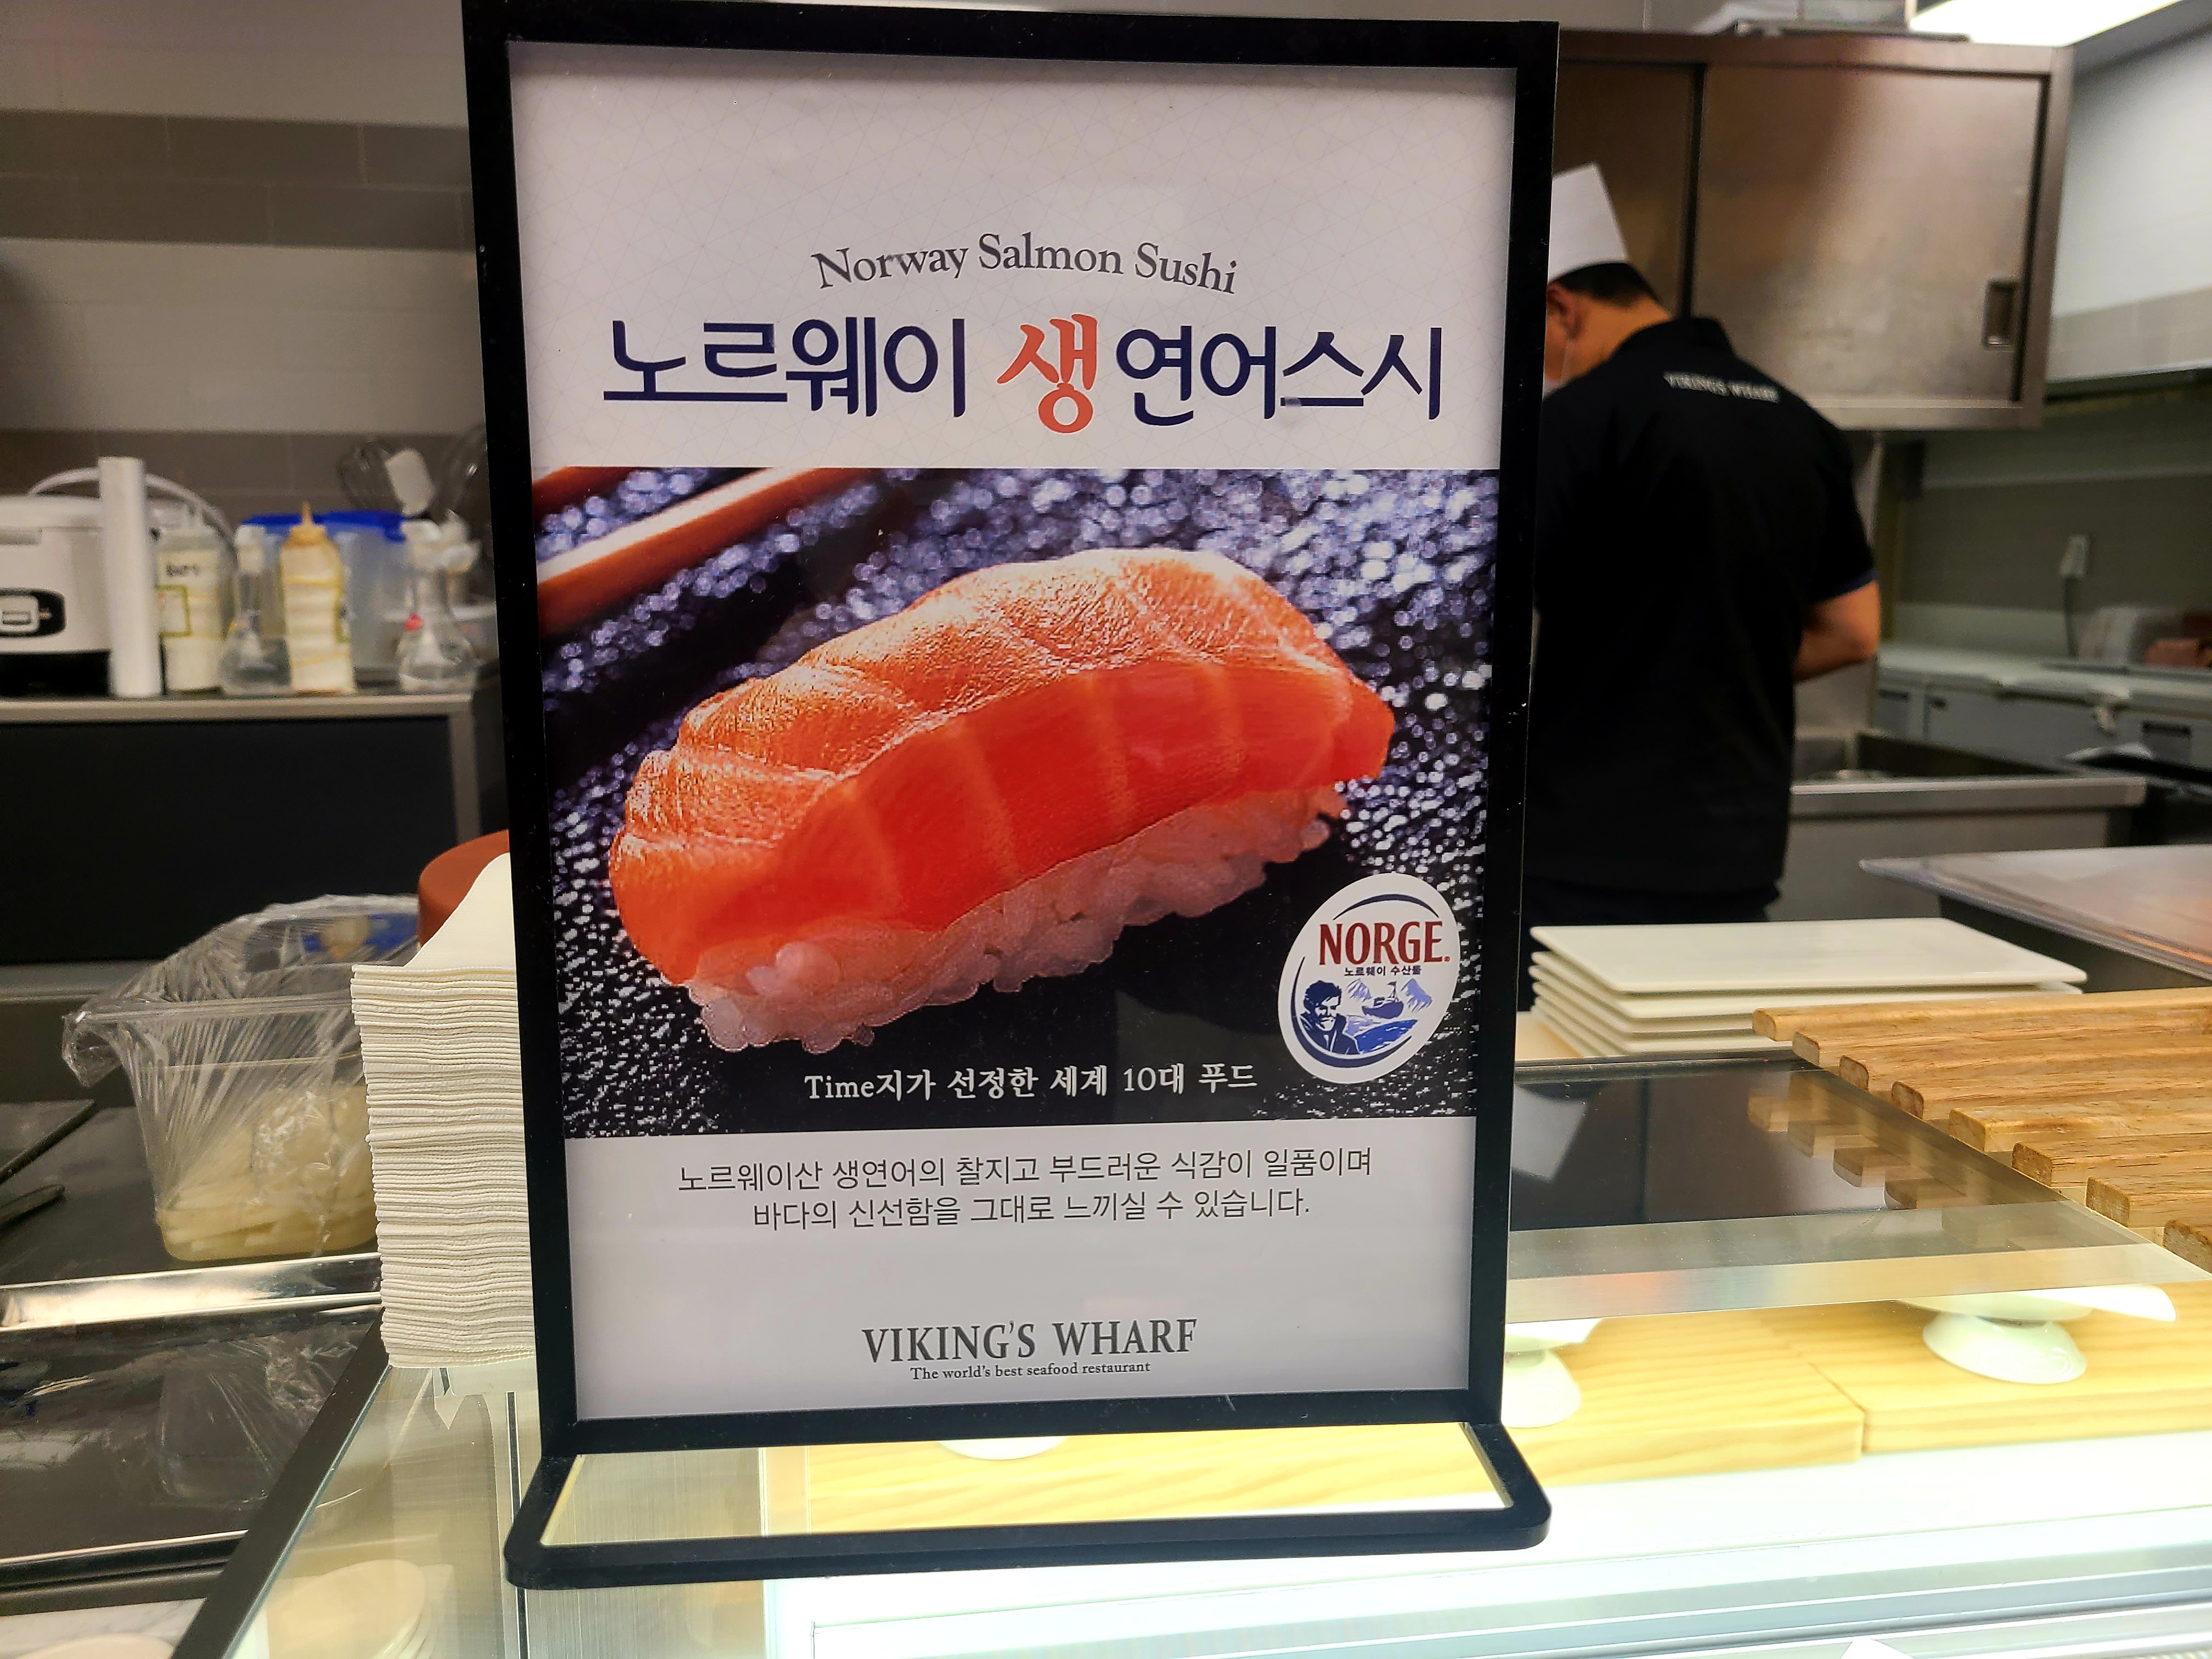 Norway Salmon Sushi
노르웨이 생 연어스시
VIKING'S WHARF
NORGE®
노르웨이 수산물
Time지가 선정한 세계 10대 푸드
노르웨이산 생연어의 찰지고 부드러운 식감이 일품이며
바다의 신선함을 그대로 느끼실 수 있습니다.
VIKING'S WHARF
The world's best seafood restaurant